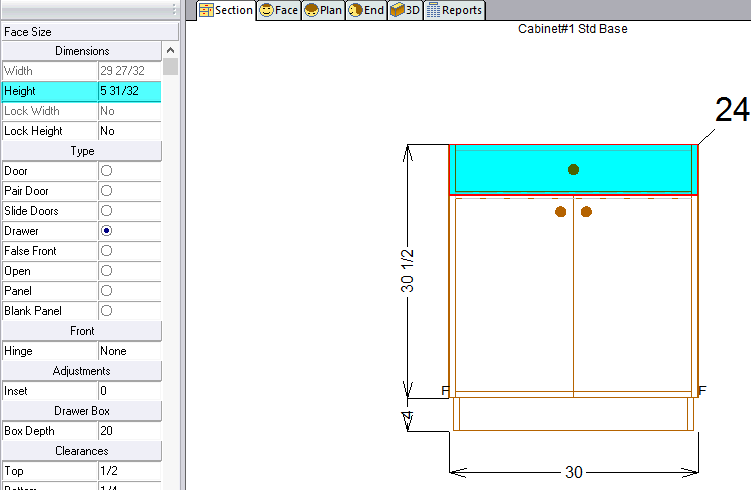 Section Face Plan End 3D Reports
Face Size
Dimensions
Width 29 27/32
Height 5 31/32
Lock Width No
Lock Height No
Type
Door
Pair Door
Slide Doors
Drawer
False Front
Open
Panel
Blank Panel
Front
Hinge None
Adjustments
Inset 0
Drawer Box
Box Depth 20
Clearances
Top 1/2
Bottom 1/4
Cabinet#1 Std Base
24
30 1/2
F F
4
30